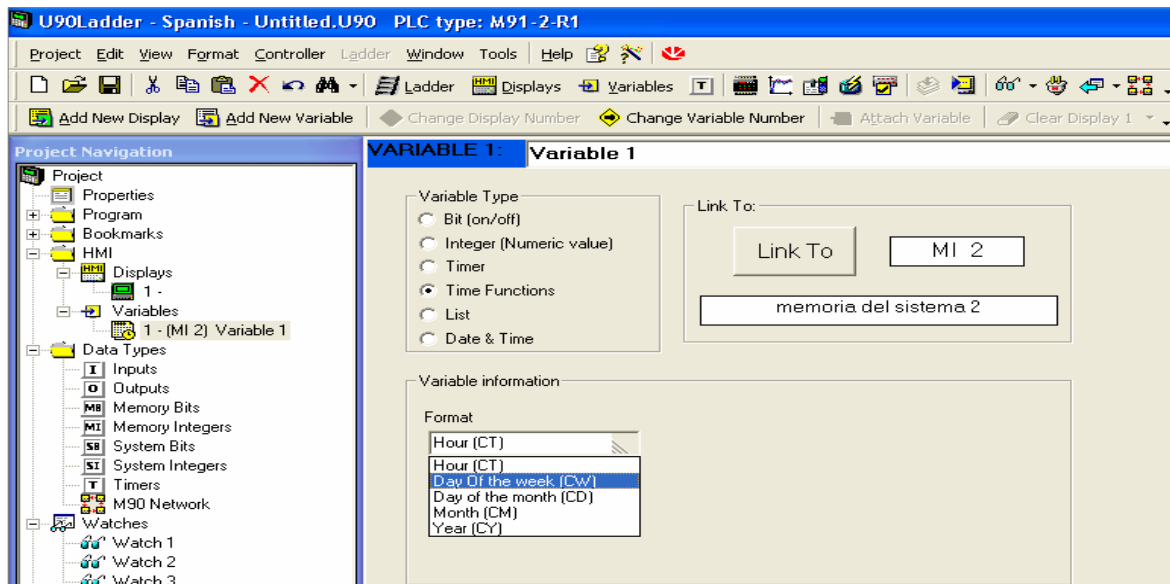 U90Ladder - Spanish - Untitled.U90 PLC type: M91-2-R1
Project Edit View Format Controller Ladder Window Tools Help
Ladder HMI Displays Variables T
Add New Display Add New Variable Change Display Number Change Variable Number Attach Variable Clear Display 1
Project Navigation
VARIABLE 1: Variable 1
Project
Properties
Program
Bookmarks
HMI
HMI Displays
1 -
Variables
1 - (MI 2) Variable 1
Data Types
I Inputs
O Outputs
MB Memory Bits
MI Memory Integers
SB System Bits
SI System Integers
T Timers
M90 Network
Watches
Watch 1
Watch 2
Watch 3
Variable Type
Bit (on/off)
Integer (Numeric value)
Timer
Time Functions
List
Date & Time
Link To:
Link To MI 2
memoria del sistema 2
Variable information
Format
Hour (CT)
Hour (CT)
Day Of the week (CW)
Day of the month (CD)
Month (CM)
Year (CY)